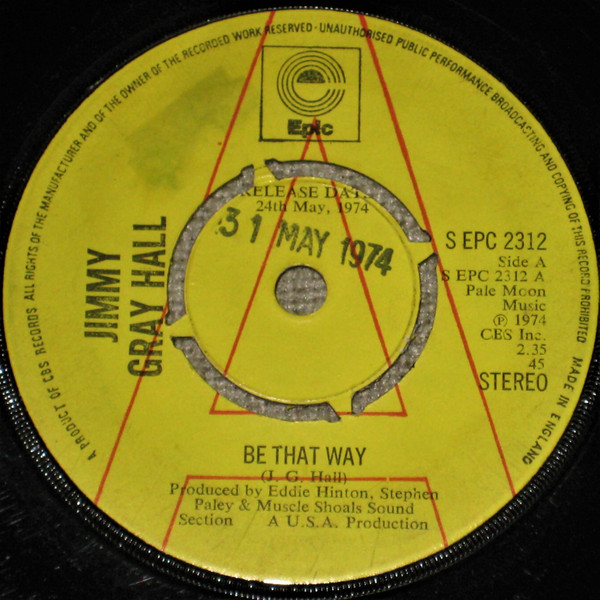 A PRODUCT OF CBS RECORDS ALL RIGHTS OF THE MANUFACTURER AND OF THE OWNER OF THE RECORDED WORK RESERVED - UNAUTHORISED PUBLIC PERFORMANCE BROADCASTING AND COPYING OF THIS RECORD PROHIBITED MADE IN ENGLAND
Epic
RELEASE DAT
24th May, 1974
31 MAY 1974
JIMMY
GRAY HALL
S EPC 2312
Side A
S EPC 2312 A
Pale Moon
Music
℗ 1974
CBS Inc.
2.35
45
STEREO
BE THAT WAY
(J. G. Hall)
Produced by Eddie Hinton, Stephen
Paley & Muscle Shoals Sound
Section A U.S.A. Production